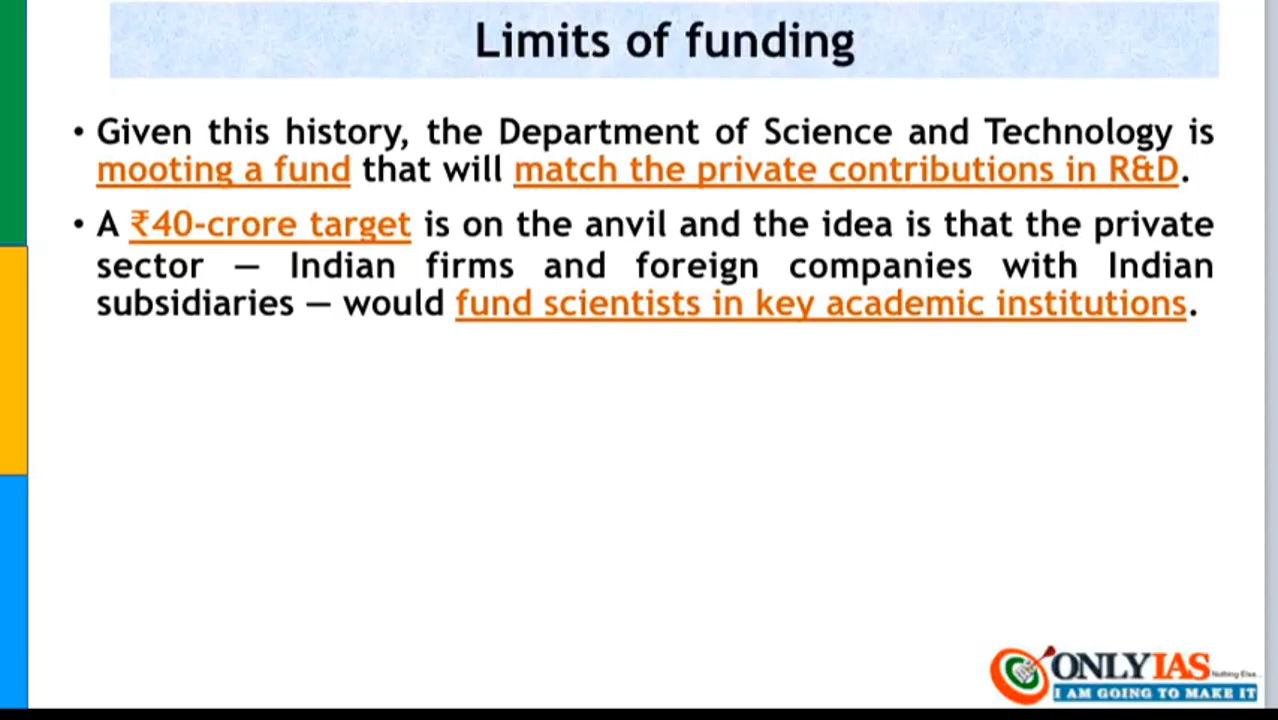 Limits of funding
• Given this history, the Department of Science and Technology is
mooting a fund that will match the private contributions in R&D.
• A ₹40-crore target is on the anvil and the idea is that the private
sector — Indian firms and foreign companies with Indian
subsidiaries — would fund scientists in key academic institutions.
ONLYIAS Nothing Else...
I AM GOING TO MAKE IT